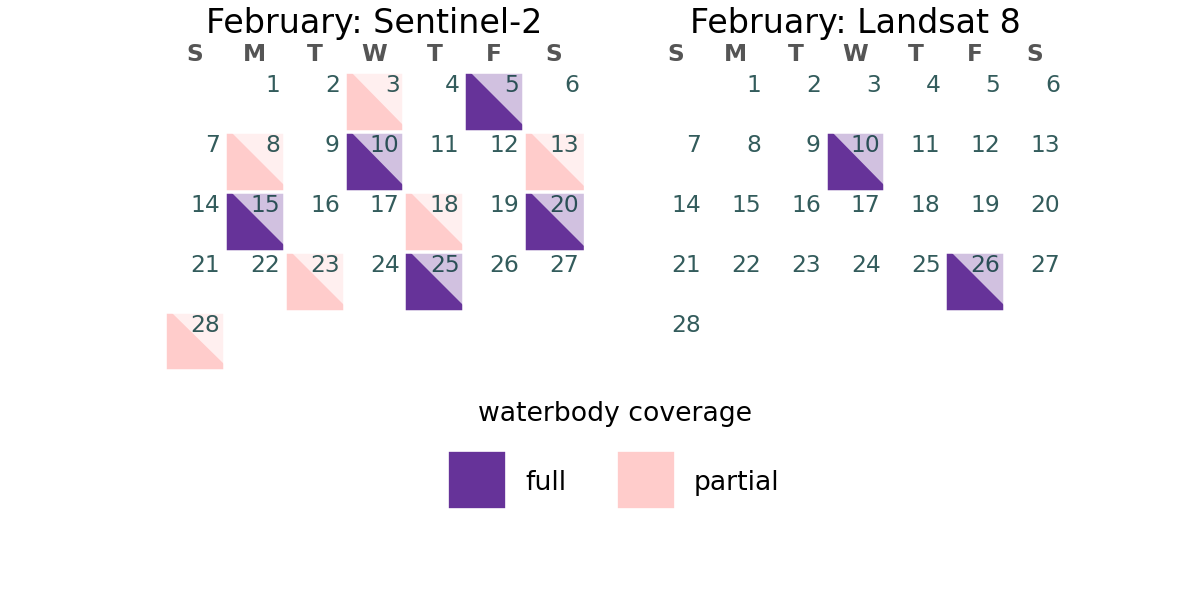 February: Sentinel-2
S M T W T F S
1 2 3 4 5 6
7 8 9 10 11 12 13
14 15 16 17 18 19 20
21 22 23 24 25 26 27
28
February: Landsat 8
S M T W T F S
1 2 3 4 5 6
7 8 9 10 11 12 13
14 15 16 17 18 19 20
21 22 23 24 25 26 27
28
waterbody coverage
full partial